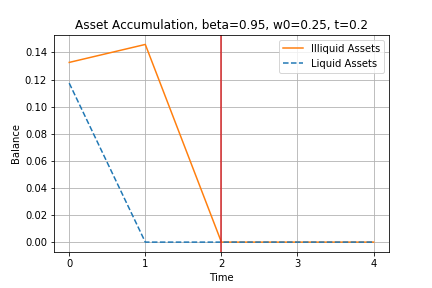 Asset Accumulation, beta=0.95, w0=0.25, t=0.2
Illiquid Assets
Liquid Assets
Balance
0.14
0.12
0.10
0.08
0.06
0.04
0.02
0.00
0 1 2 3 4
Time